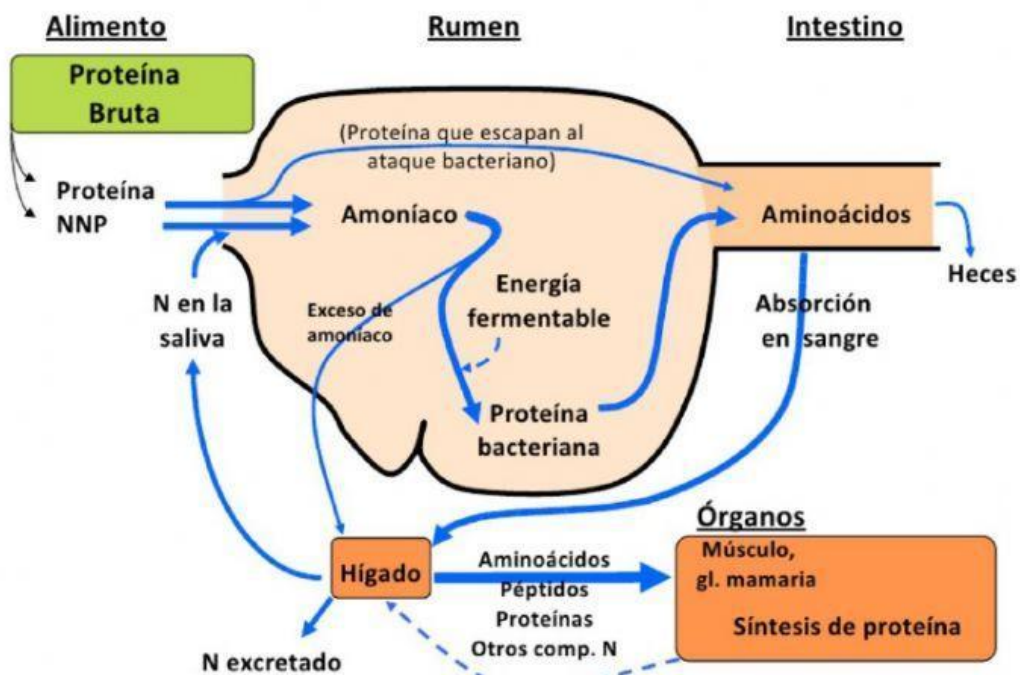 Alimento
Rumen
Intestino
Proteína
Bruta
(Proteína que escapan al
ataque bacteriano)
Proteína
NNP
Amoníaco
Aminoácidos
Heces
N en la
saliva
Exceso de
amoníaco
Energía
fermentable
Absorción
en sangre
Proteína
bacteriana
Órganos
Hígado
Aminoácidos
Péptidos
Proteínas
Otros comp. N
Músculo,
gl. mamaria
Síntesis de proteína
N excretado